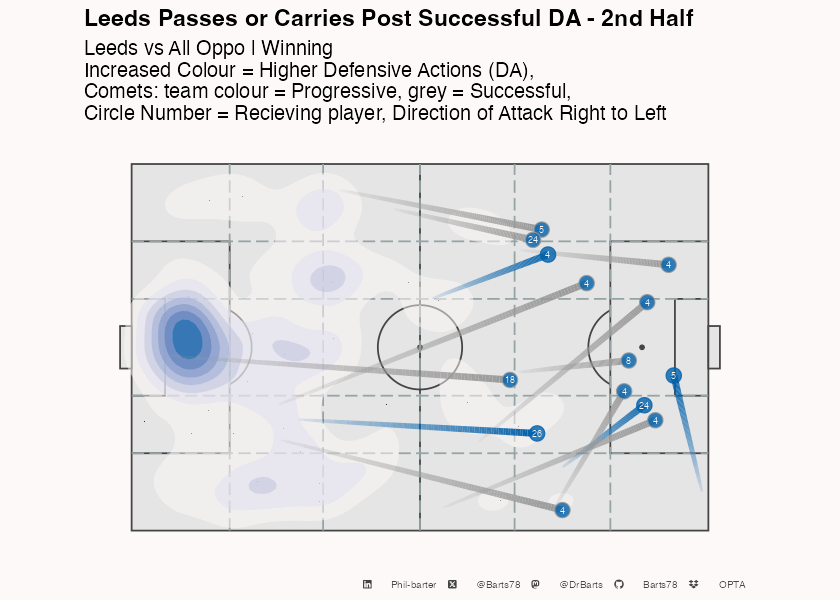 Leeds Passes or Carries Post Successful DA - 2nd Half
Leeds vs All Oppo | Winning
Increased Colour = Higher Defensive Actions (DA),
Comets: team colour = Progressive, grey = Successful,
Circle Number = Recieving player, Direction of Attack Right to Left
5
24
4
4
4
4
8
18
5
4
24
4
26
4
Phil-barter @Barts78 @DrBarts Barts78 OPTA